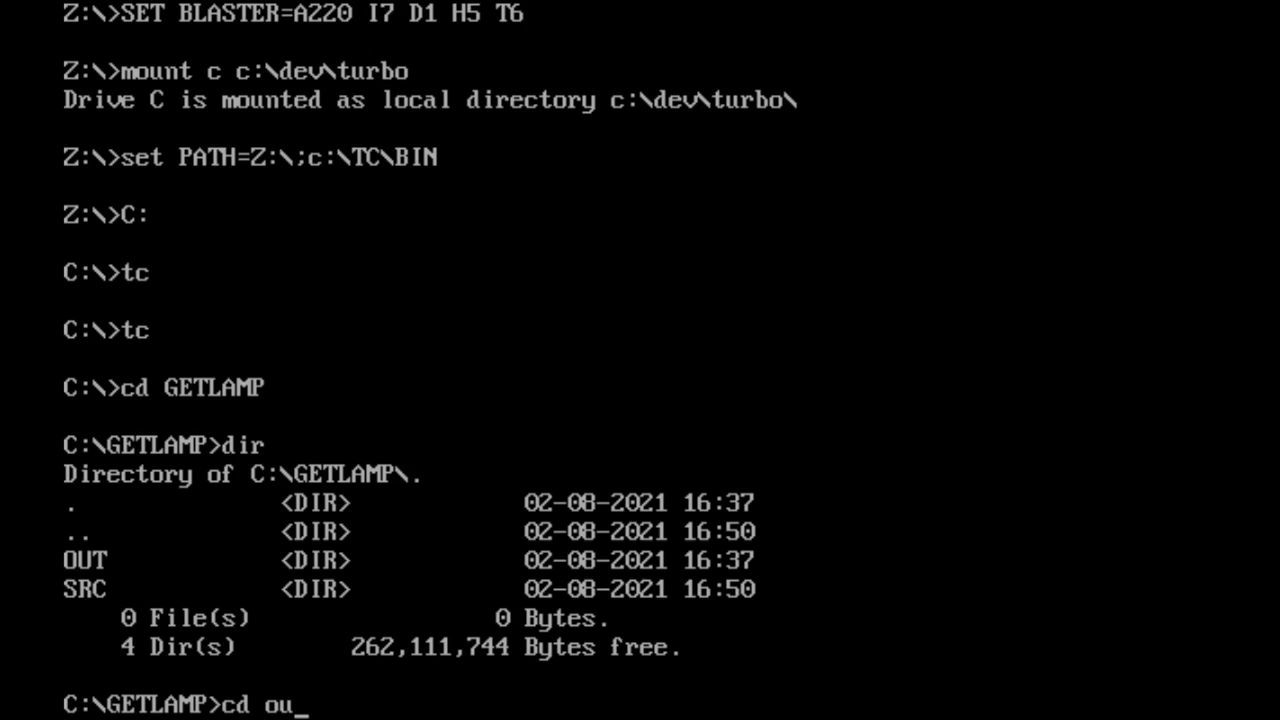 Z:\>SET BLASTER=A220 I7 D1 H5 T6
Z:\>mount c c:\dev\turbo
Drive C is mounted as local directory c:\dev\turbo\
Z:\>set PATH=Z:\;c:\TC\BIN
Z:\>C:
C:\>tc
C:\>tc
C:\>cd GETLAMP
C:\GETLAMP>dir
Directory of C:\GETLAMP\.
. <DIR> 02-08-2021 16:37
.. <DIR> 02-08-2021 16:50
OUT <DIR> 02-08-2021 16:37
SRC <DIR> 02-08-2021 16:50
0 File(s) 0 Bytes.
4 Dir(s) 262,111,744 Bytes free.
C:\GETLAMP>cd ou_